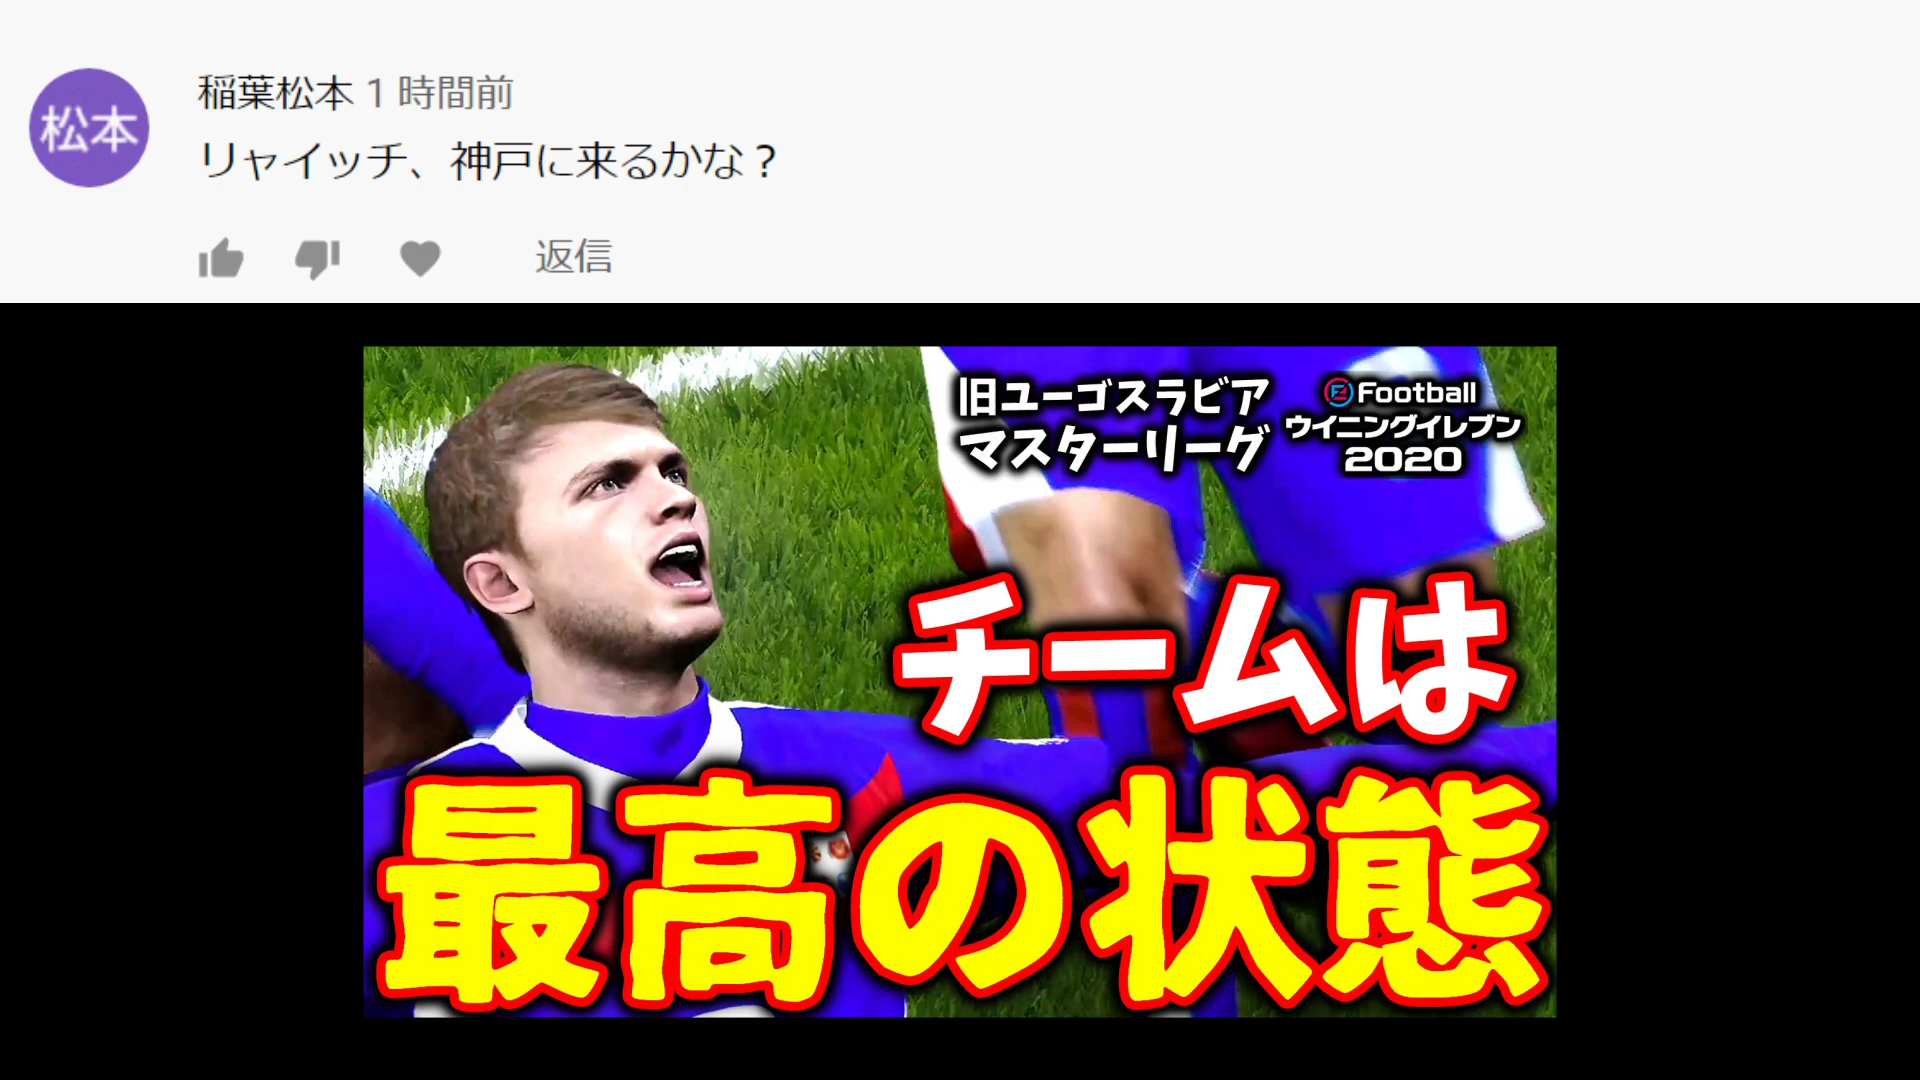 松本
稲葉松本 1 時間前
リャイッチ、神戸に来るかな？
返信
旧ユーゴスラビア
マスターリーグ
eFootball
ウイニングイレブン
2020
チームは
最高の状態